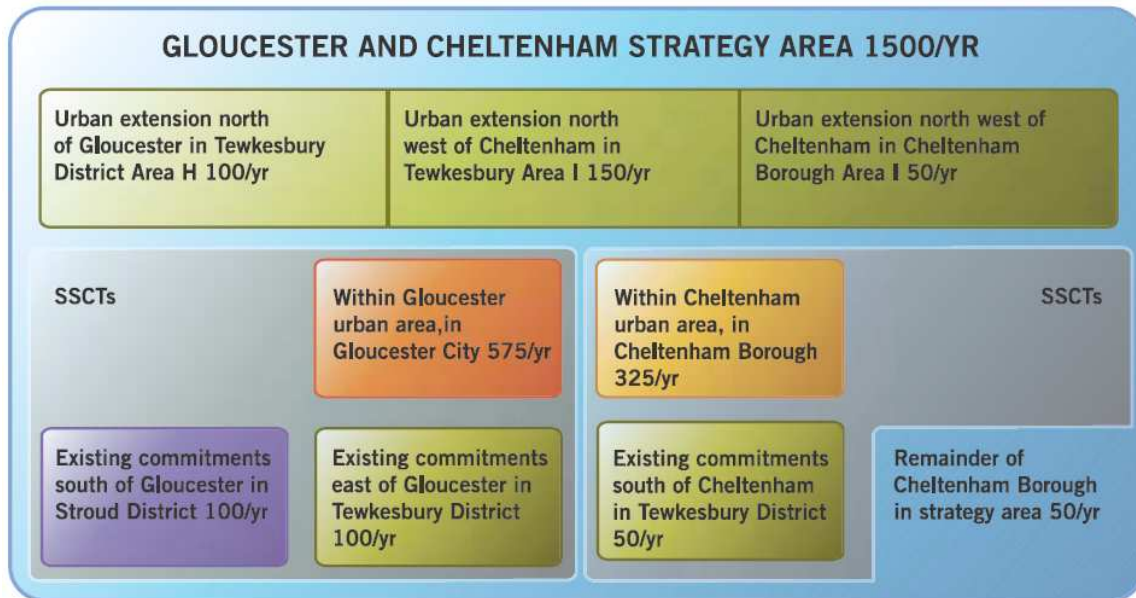 GLOUCESTER AND CHELTENHAM STRATEGY AREA 1500/YR
Urban extension north
of Gloucester in Tewkesbury
District Area H 100/yr
Urban extension north
west of Cheltenham in
Tewkesbury Area I 150/yr
Urban extension north west of
Cheltenham in Cheltenham
Borough Area I 50/yr
SSCTs
Within Gloucester
urban area,in
Gloucester City 575/yr
Within Cheltenham
urban area, in
Cheltenham Borough
325/yr
SSCTs
Existing commitments
south of Gloucester in
Stroud District 100/yr
Existing commitments
east of Gloucester in
Tewkesbury District
100/yr
Existing commitments
south of Cheltenham
in Tewkesbury District
50/yr
Remainder of
Cheltenham Borough
in strategy area 50/yr